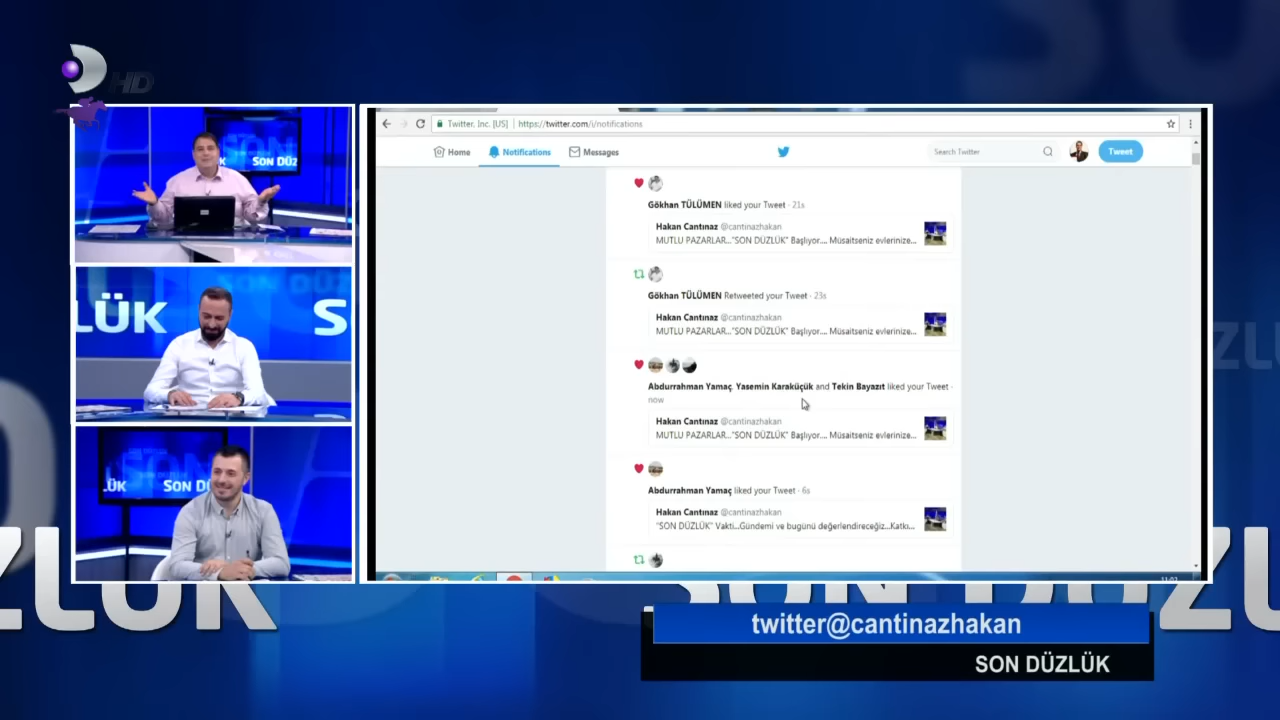 HD
SON DÜZ
LÜK
S
LÜK
SON D
Twitter, Inc. [US] https://twitter.com/i/notifications
Home Notifications Messages Search Twitter Tweet
Gökhan TÜLÜMEN liked your Tweet · 21s
Hakan Cantınaz @cantinazhakan
MUTLU PAZARLAR..."SON DÜZLÜK" Başlıyor.... Müsaitseniz evlerinize...
Gökhan TÜLÜMEN Retweeted your Tweet · 23s
Hakan Cantınaz @cantinazhakan
MUTLU PAZARLAR..."SON DÜZLÜK" Başlıyor.... Müsaitseniz evlerinize...
Abdurrahman Yamaç, Yasemin Karaküçük and Tekin Bayazıt liked your Tweet ·
now
Hakan Cantınaz @cantinazhakan
MUTLU PAZARLAR..."SON DÜZLÜK" Başlıyor.... Müsaitseniz evlerinize...
Abdurrahman Yamaç liked your Tweet · 6s
Hakan Cantınaz @cantinazhakan
"SON DÜZLÜK" Vakti...Gündemi ve bugünü değerlendireceğiz...Katkı...
twitter@cantinazhakan
SON DÜZLÜK